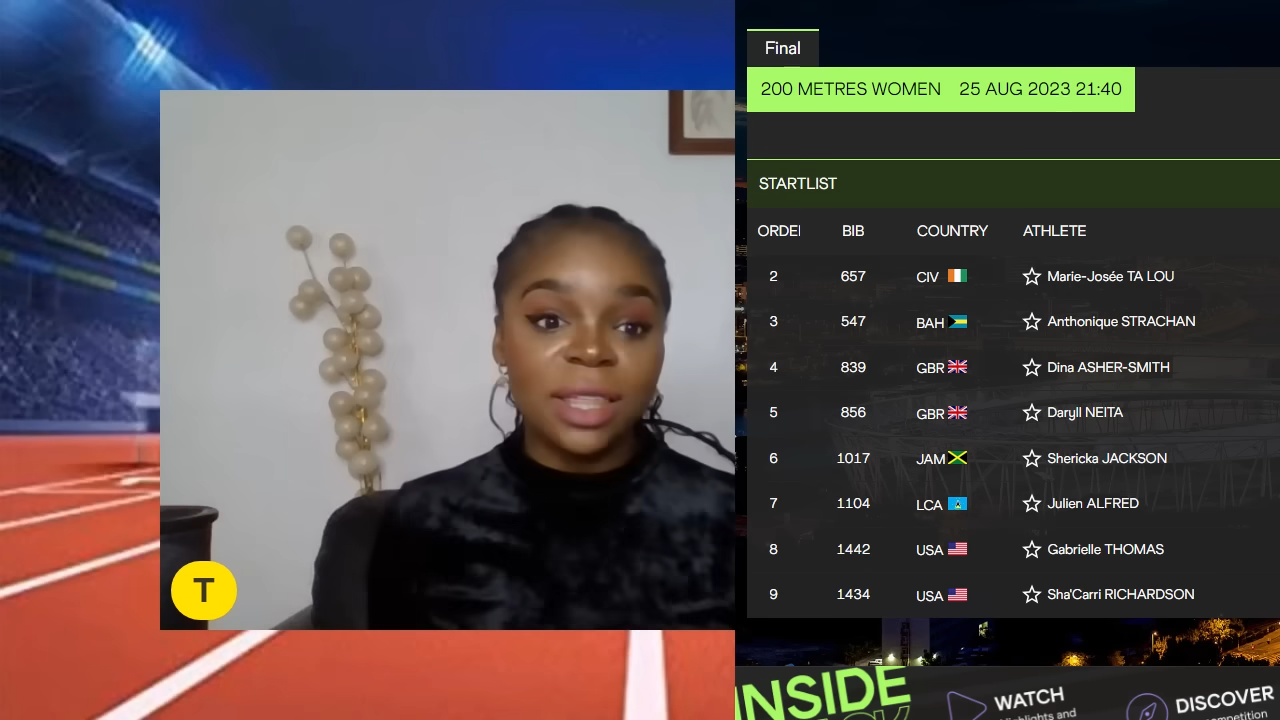 Final
200 METRES WOMEN 25 AUG 2023 21:40
STARTLIST
ORDE BIB COUNTRY ATHLETE
2 657 CIV Marie-Josée TA LOU
3 547 BAH Anthonique STRACHAN
4 839 GBR Dina ASHER-SMITH
5 856 GBR Daryll NEITA
6 1017 JAM Shericka JACKSON
7 1104 LCA Julien ALFRED
8 1442 USA Gabrielle THOMAS
9 1434 USA Sha'Carri RICHARDSON
T
INSIDE
WATCH
and
DISCOVER